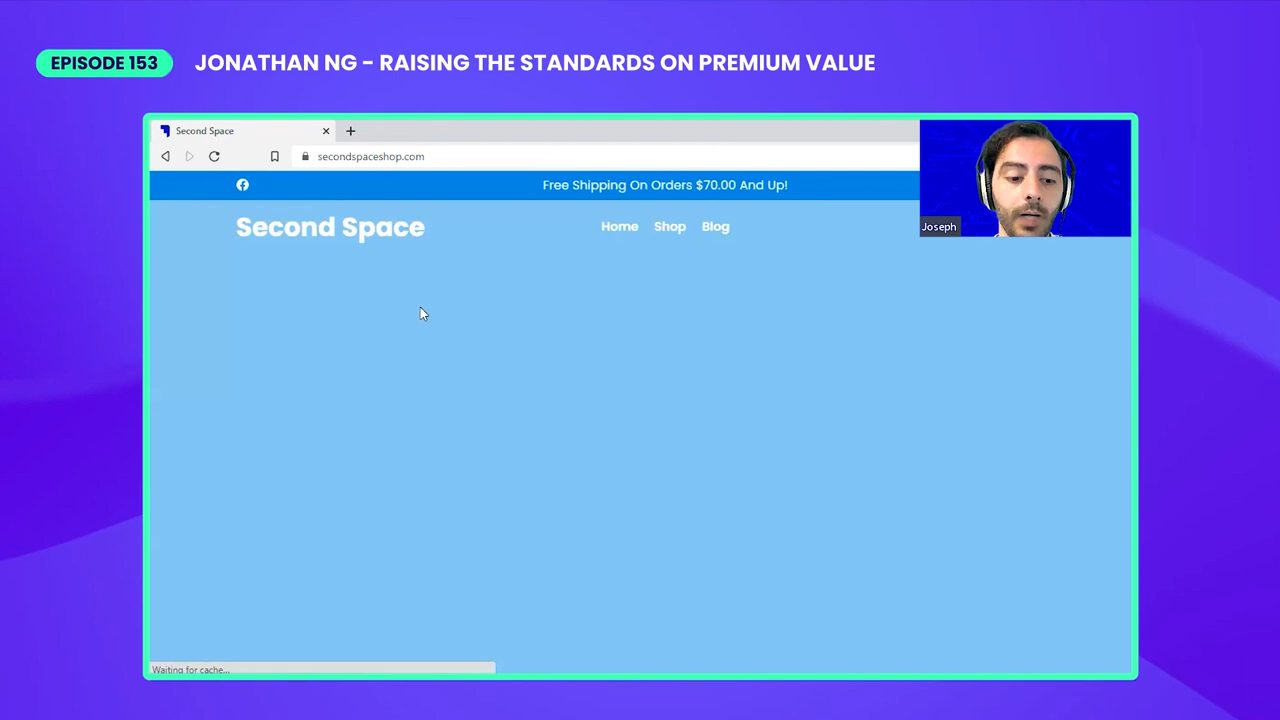 EPISODE 153
JONATHAN NG - RAISING THE STANDARDS ON PREMIUM VALUE
Second Space
secondspaceshop.com
Free Shipping On Orders $70.00 And Up!
Second Space
Home Shop Blog
Joseph
Waiting for cache...